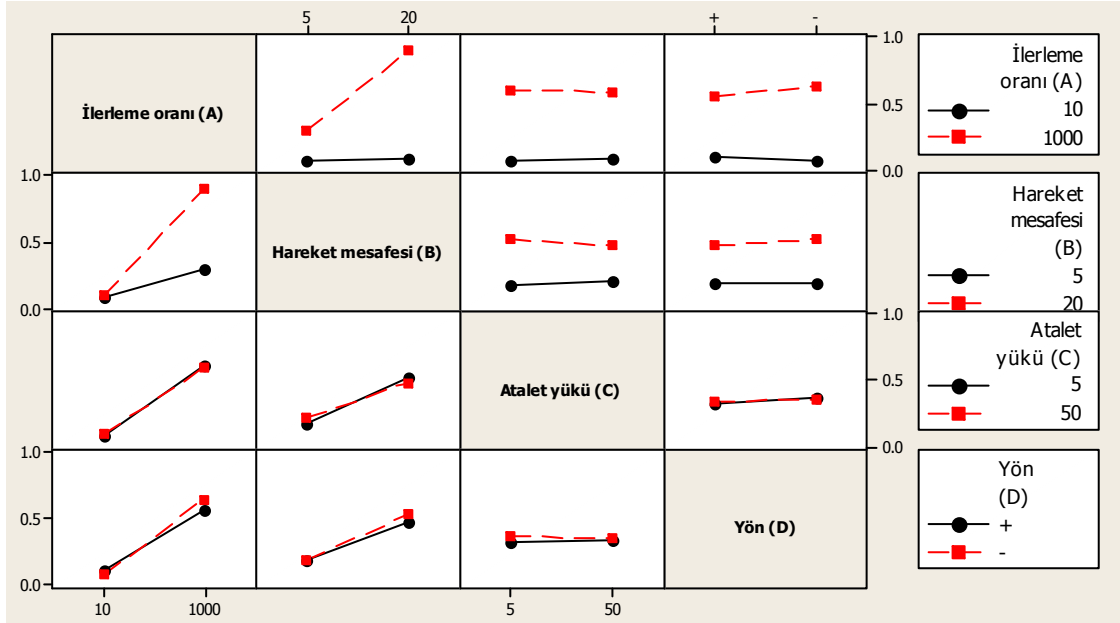 5 20 + -
1.0
0.5
0.0
İlerleme oranı (A)
İlerleme
oranı (A)
10
1000
1.0
0.5
0.0
Hareket mesafesi (B)
Hareket
mesafesi
(B)
5
20
1.0
0.5
0.0
Atalet yükü (C)
Atalet
yükü (C)
5
50
1.0
0.5
0.0
Yön (D)
Yön
(D)
+
-
10 1000 5 50